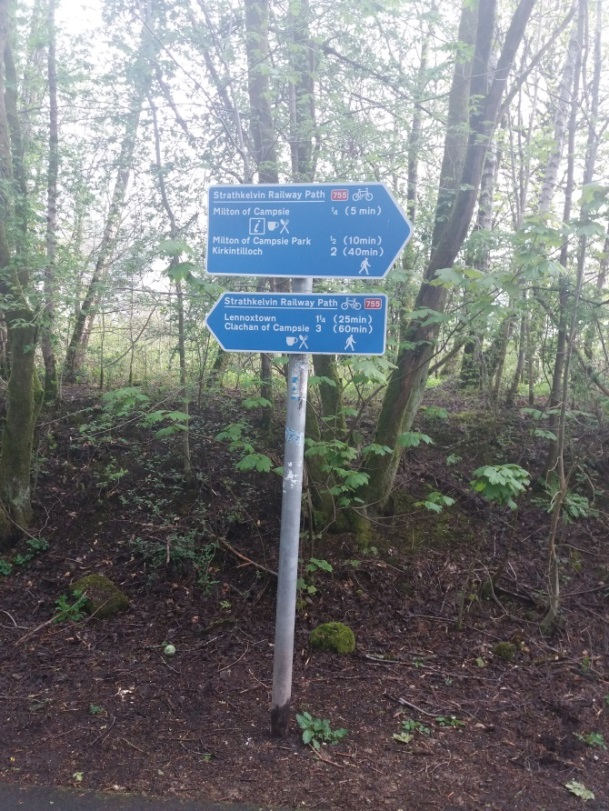 Strathkelvin Railway Path 755
Milton of Campsie ¼ (5 min)
i
Milton of Campsie Park ½ (10min)
Kirkintilloch 2 (40min)
Strathkelvin Railway Path 755
Lennoxtown 1¼ (25min)
Clachan of Campsie 3 (60min)